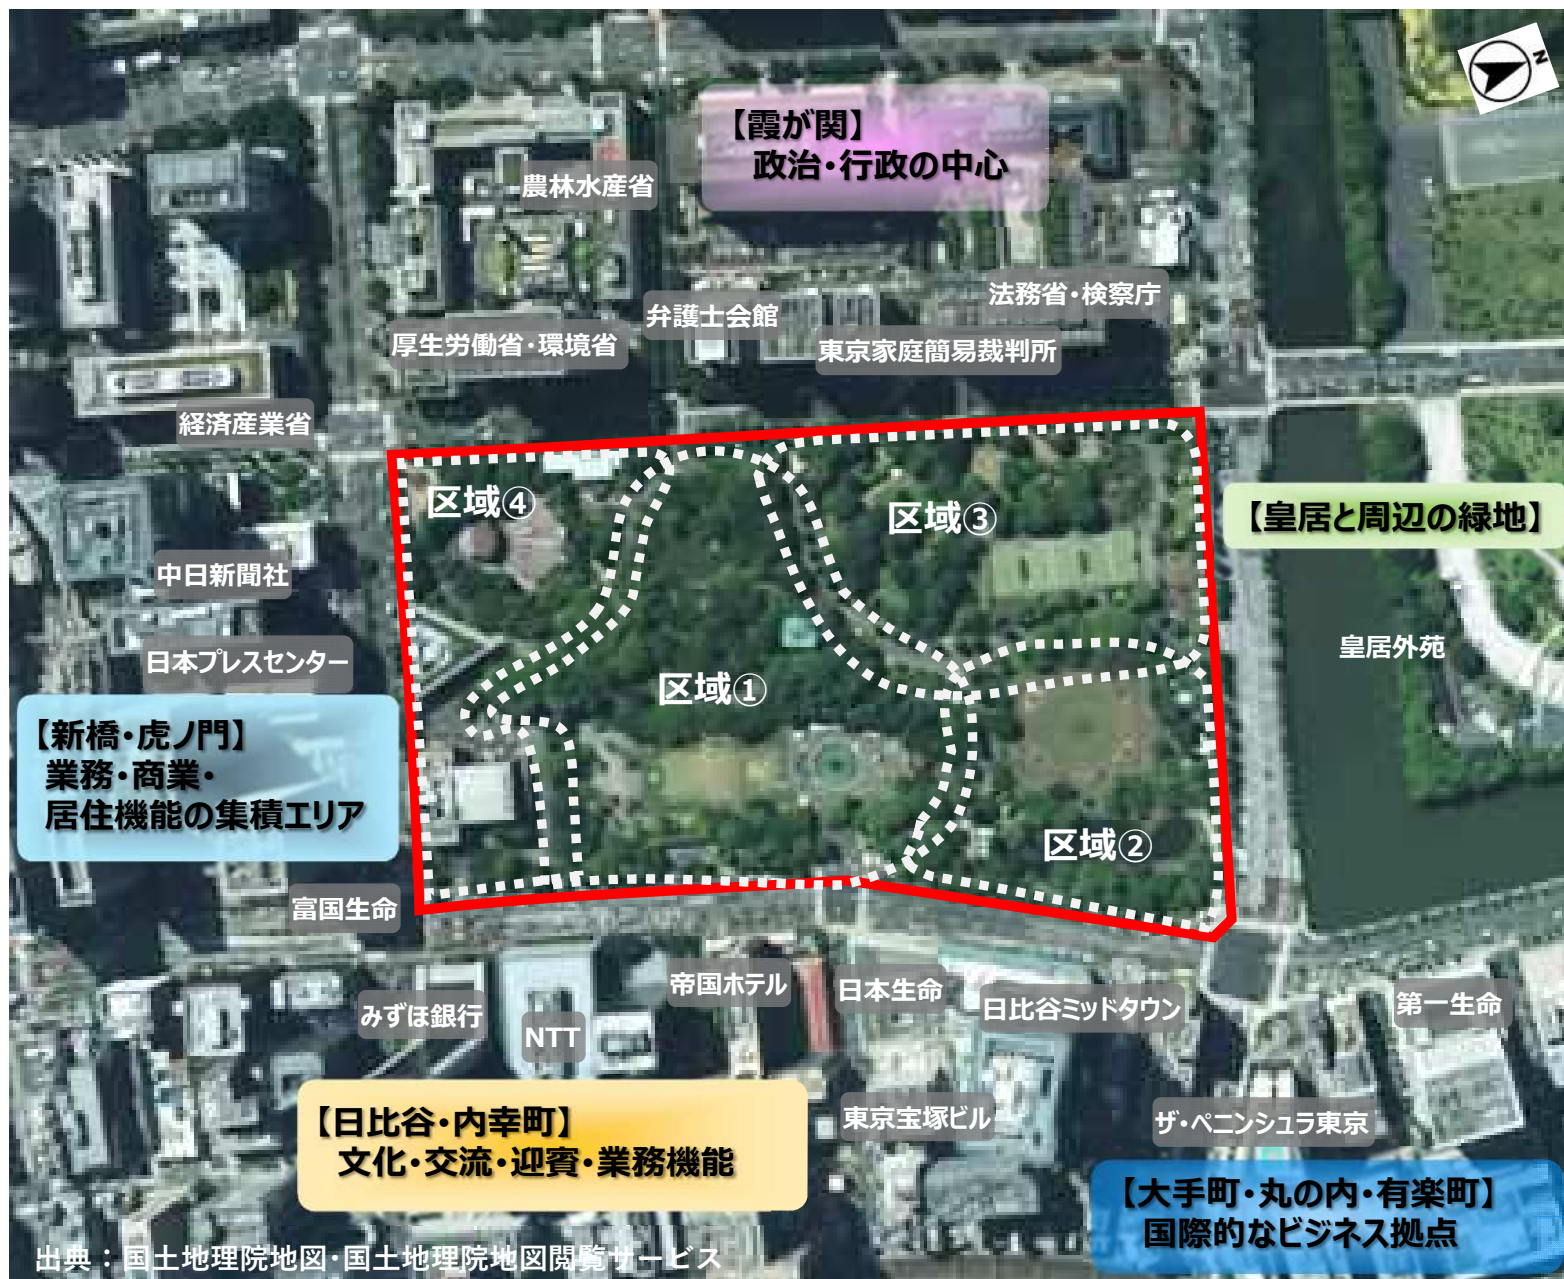 N
【霞が関】
政治・行政の中心
農林水産省
法務省・検察庁
弁護士会館
厚生労働省・環境省
東京家庭簡易裁判所
経済産業省
区域④
区域③
【皇居と周辺の緑地】
中日新聞社
皇居外苑
日本プレスセンター
区域①
【新橋・虎ノ門】
業務・商業・
居住機能の集積エリア
区域②
富国生命
帝国ホテル
日本生命
日比谷ミッドタウン
第一生命
みずほ銀行
NTT
東京宝塚ビル
ザ・ペニンシュラ東京
【日比谷・内幸町】
文化・交流・迎賓・業務機能
【大手町・丸の内・有楽町】
国際的なビジネス拠点
出典：国土地理院地図・国土地理院地図閲覧サービス